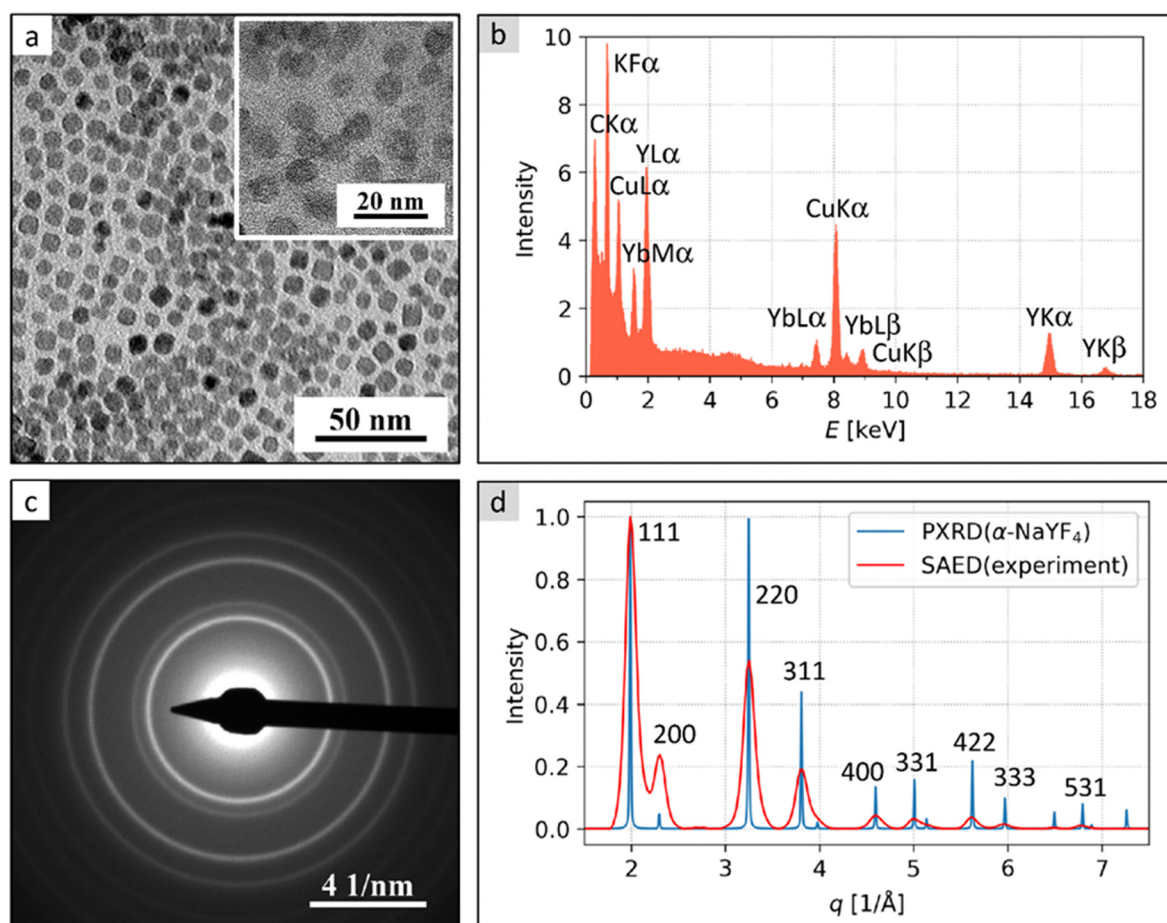 a
20 nm
50 nm
b
10
8
6
4
2
0
Intensity
KFα
CKα
YLα
CuLα
YbMα
CuKα
YbLα
YbLβ
CuKβ
YKα
YKβ
0 2 4 6 8 10 12 14 16 18
E [keV]
c
4 1/nm
d
1.0
0.8
0.6
0.4
0.2
0.0
Intensity
PXRD(α-NaYF₄)
SAED(experiment)
111
220
311
200
400
331
422
333
531
2 3 4 5 6 7
q [1/Å]